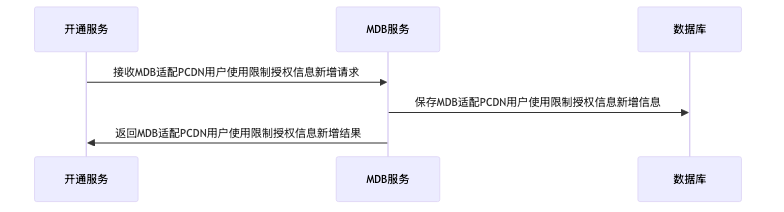 开通服务
MDB服务
数据库
接收MDB适配PCDN用户使用限制授权信息新增请求
保存MDB适配PCDN用户使用限制授权信息新增信息
返回MDB适配PCDN用户使用限制授权信息新增结果
开通服务
MDB服务
数据库